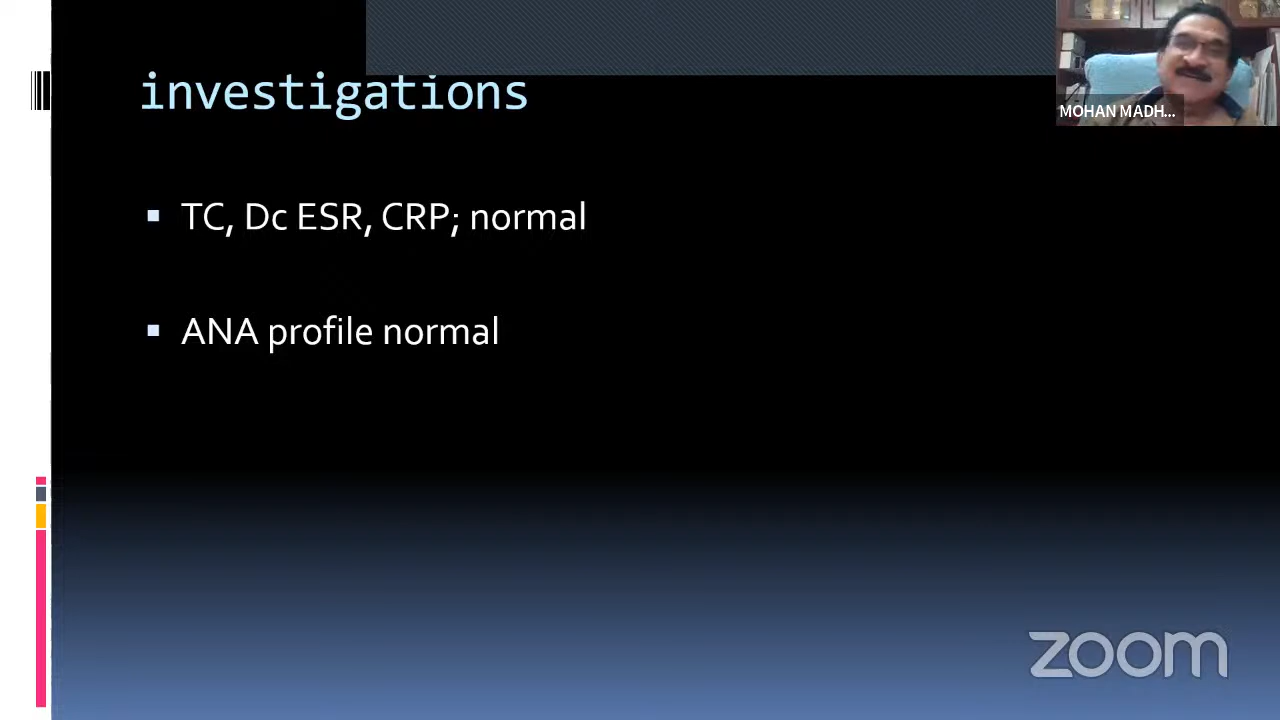 investigations
MOHAN MADH...
TC, Dc ESR, CRP; normal
ANA profile normal
zoom